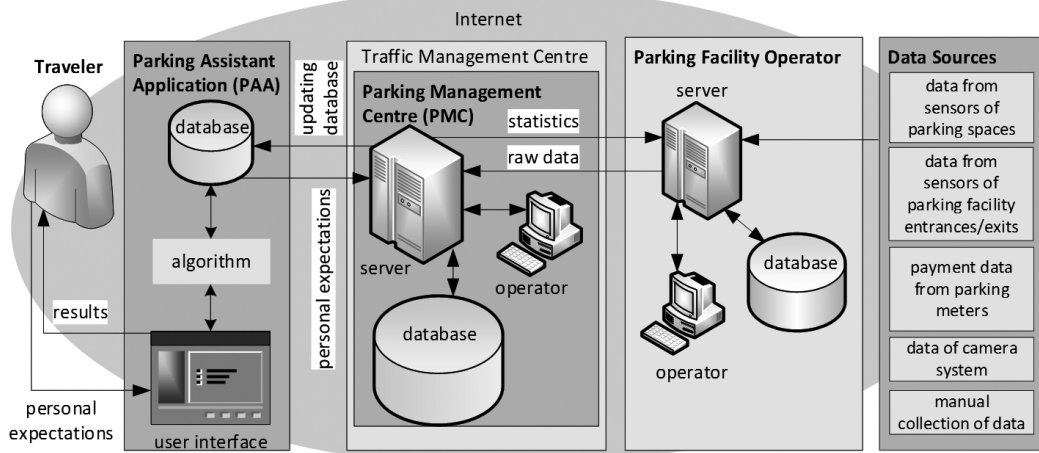 Internet
Traveler
personal
expectations
results
Parking Assistant
Application (PAA)
database
algorithm
user interface
updating
database
personal expectations
Traffic Management Centre
Parking Management
Centre (PMC)
server
operator
database
statistics
raw data
Parking Facility Operator
server
database
operator
Data Sources
data from
sensors of
parking spaces
data from
sensors of
parking facility
entrances/exits
payment data
from parking
meters
data of camera
system
manual
collection of data